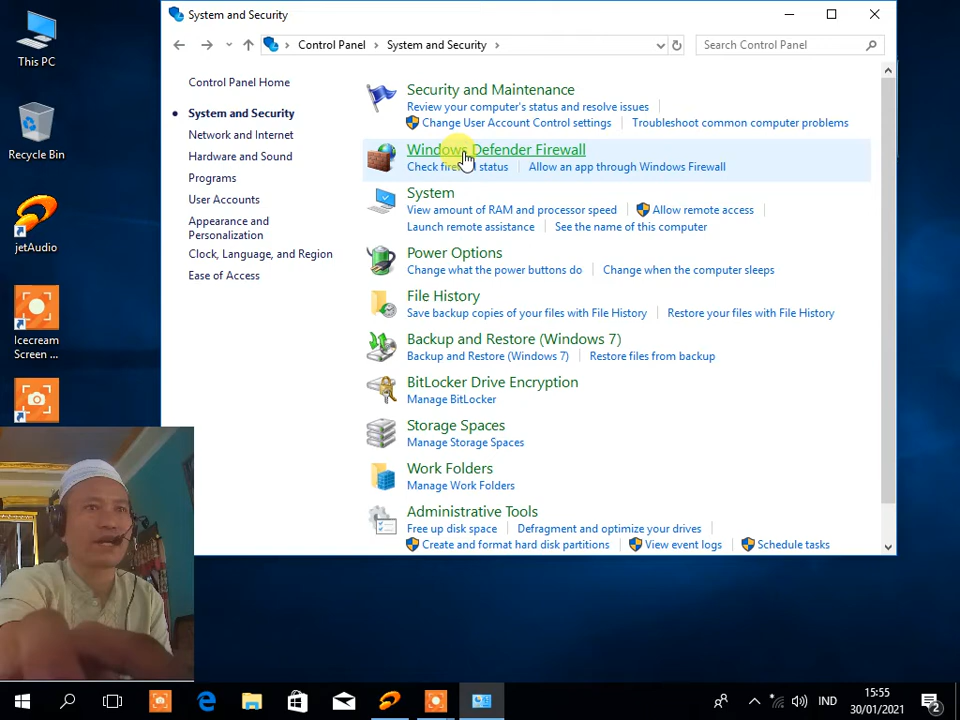 This PC
Recycle Bin
jetAudio
Icecream
Screen ...
System and Security
Control Panel
System and Security
Search Control Panel
Control Panel Home
System and Security
Network and Internet
Hardware and Sound
Programs
User Accounts
Appearance and
Personalization
Clock, Language, and Region
Ease of Access
Security and Maintenance
Review your computer's status and resolve issues
Change User Account Control settings
Troubleshoot common computer problems
Windows Defender Firewall
Check firewall status
Allow an app through Windows Firewall
System
View amount of RAM and processor speed
Allow remote access
Launch remote assistance
See the name of this computer
Power Options
Change what the power buttons do
Change when the computer sleeps
File History
Save backup copies of your files with File History
Restore your files with File History
Backup and Restore (Windows 7)
Backup and Restore (Windows 7)
Restore files from backup
BitLocker Drive Encryption
Manage BitLocker
Storage Spaces
Manage Storage Spaces
Work Folders
Manage Work Folders
Administrative Tools
Free up disk space
Defragment and optimize your drives
Create and format hard disk partitions
View event logs
Schedule tasks
IND
15:55
30/01/2021
2